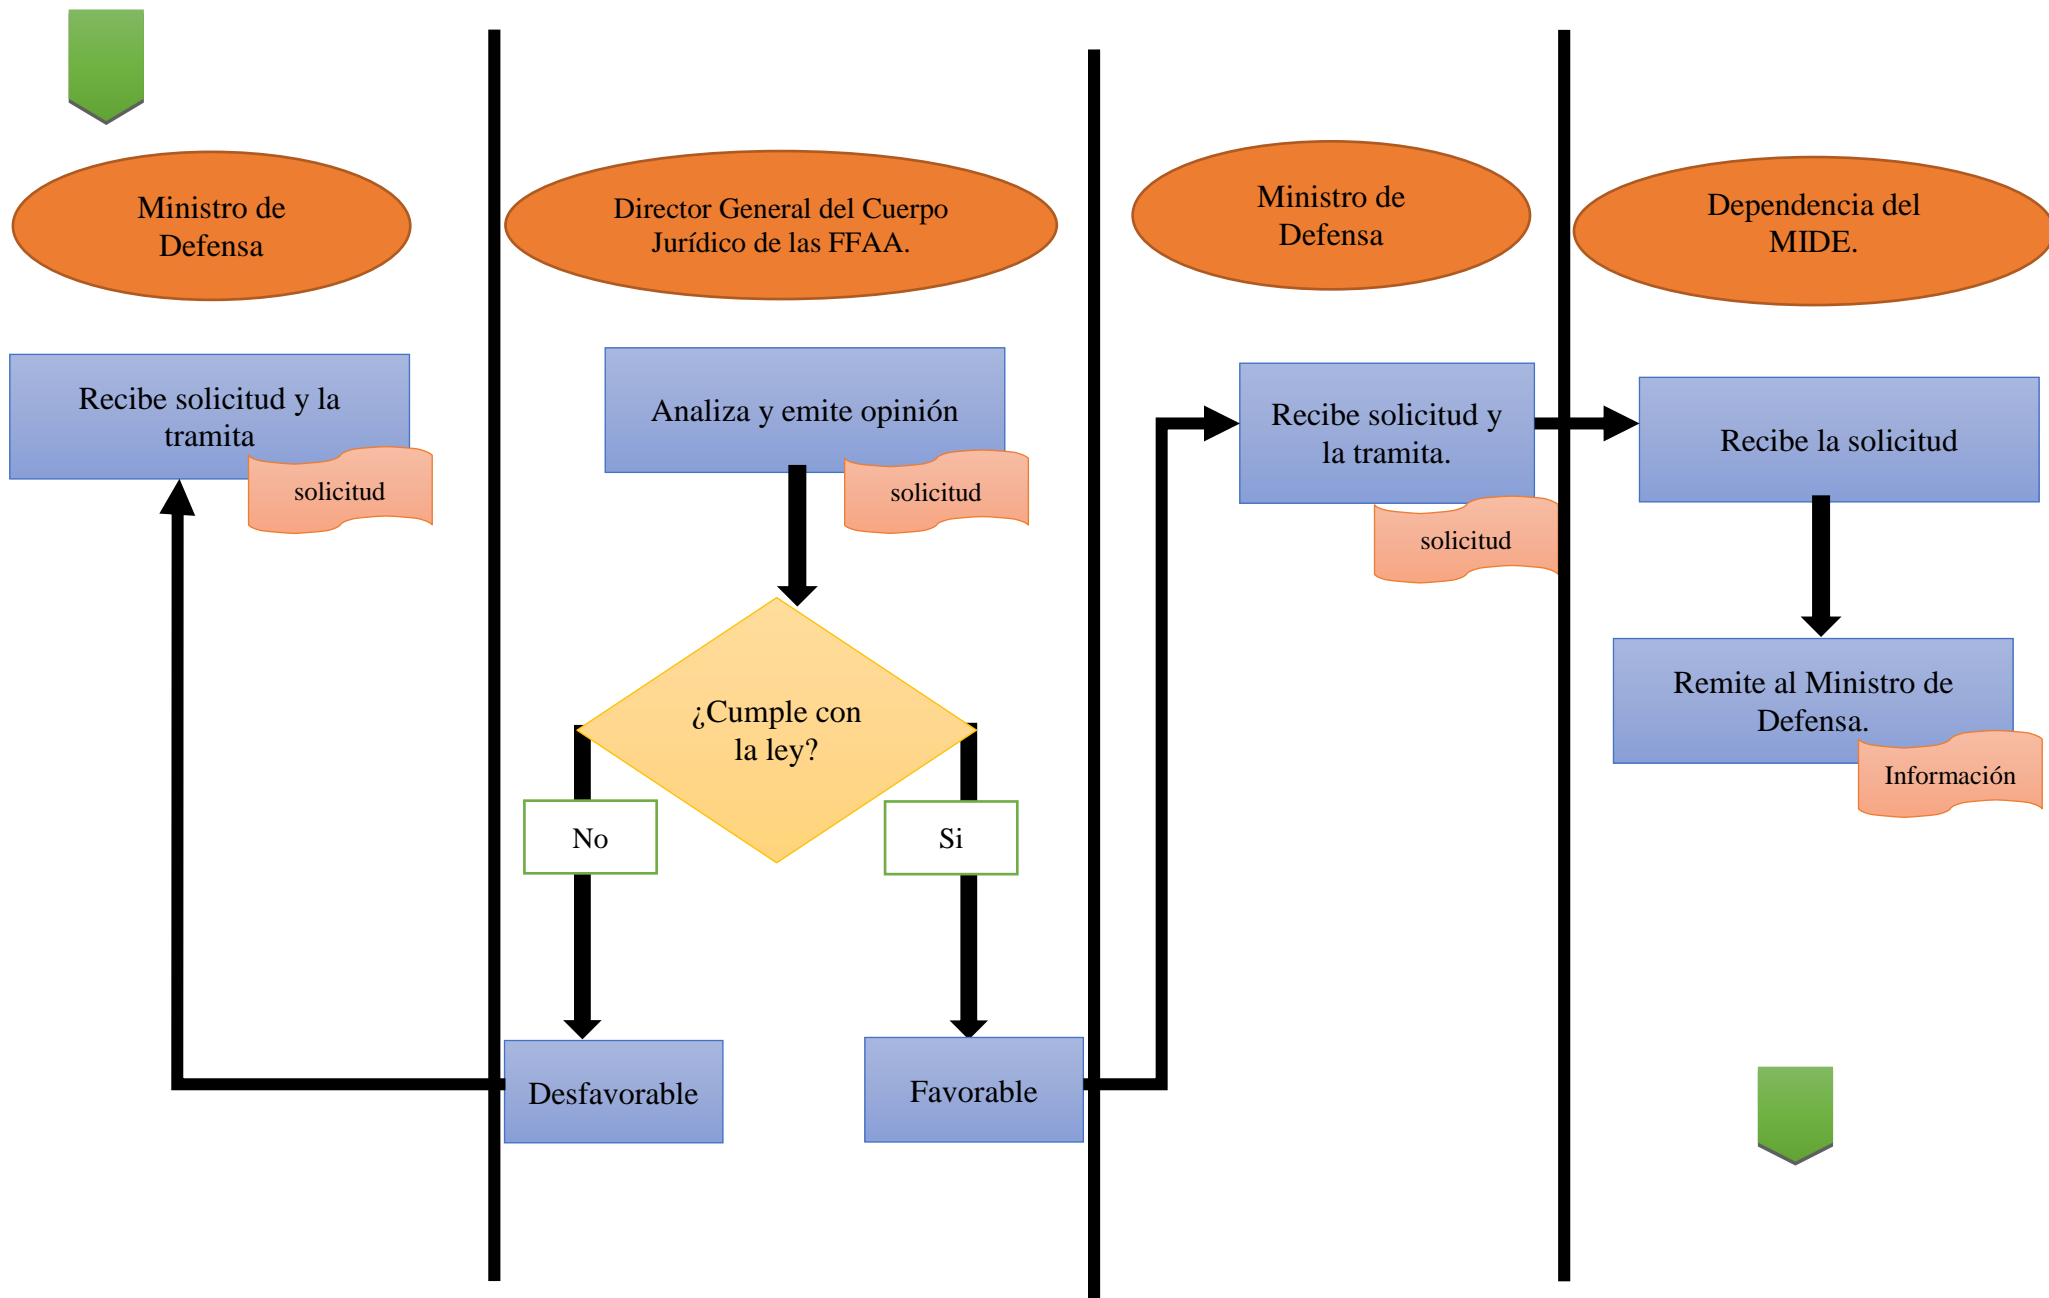 Ministro de
Defensa
Recibe solicitud y la
tramita
solicitud
Director General del Cuerpo
Jurídico de las FFAA.
Analiza y emite opinión
solicitud
¿Cumple con
la ley?
No
Si
Desfavorable
Favorable
Ministro de
Defensa
Recibe solicitud y
la tramita.
solicitud
Dependencia del
MIDE.
Recibe la solicitud
Remite al Ministro de
Defensa.
Información